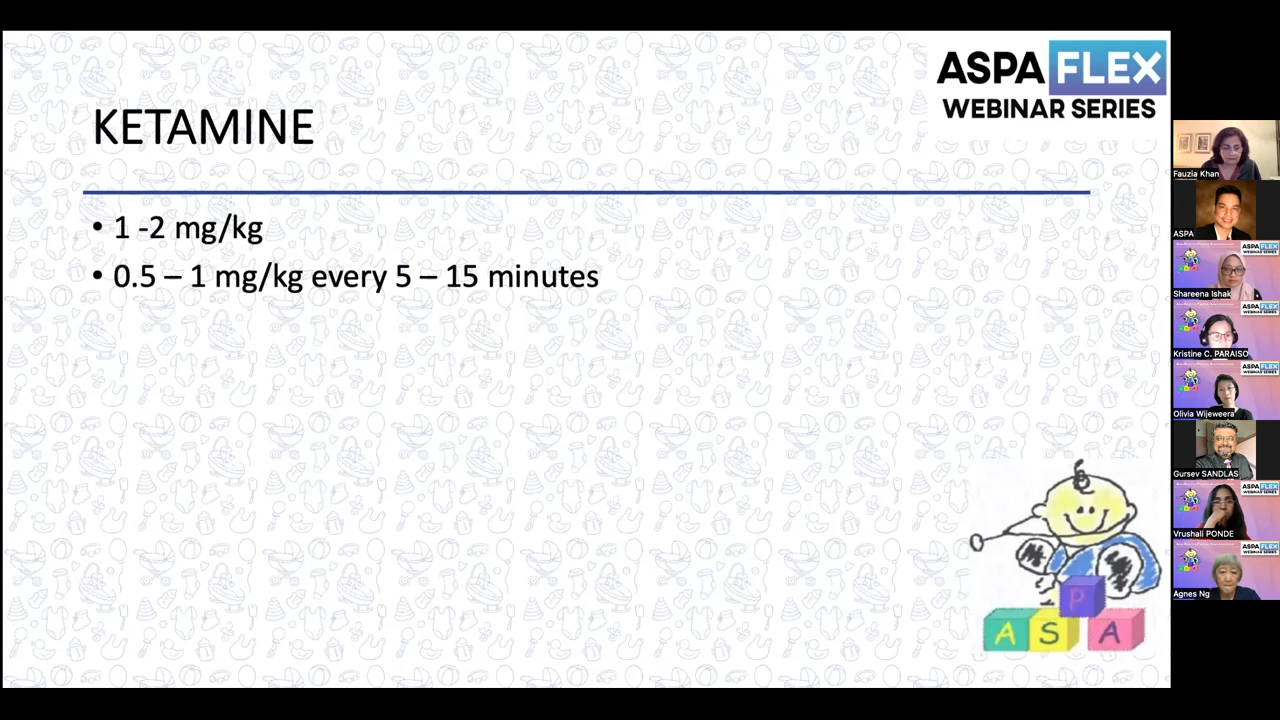 ASPA FLEX
WEBINAR SERIES
KETAMINE
• 1 -2 mg/kg
• 0.5 – 1 mg/kg every 5 – 15 minutes
P
A S A
Fauzia Khan
ASPA
Shareena Ishak
Kristine C. PARAISO
Olivia Wijeweera
Gursev SANDLAS
Vrushali PONDE
Agnes Ng